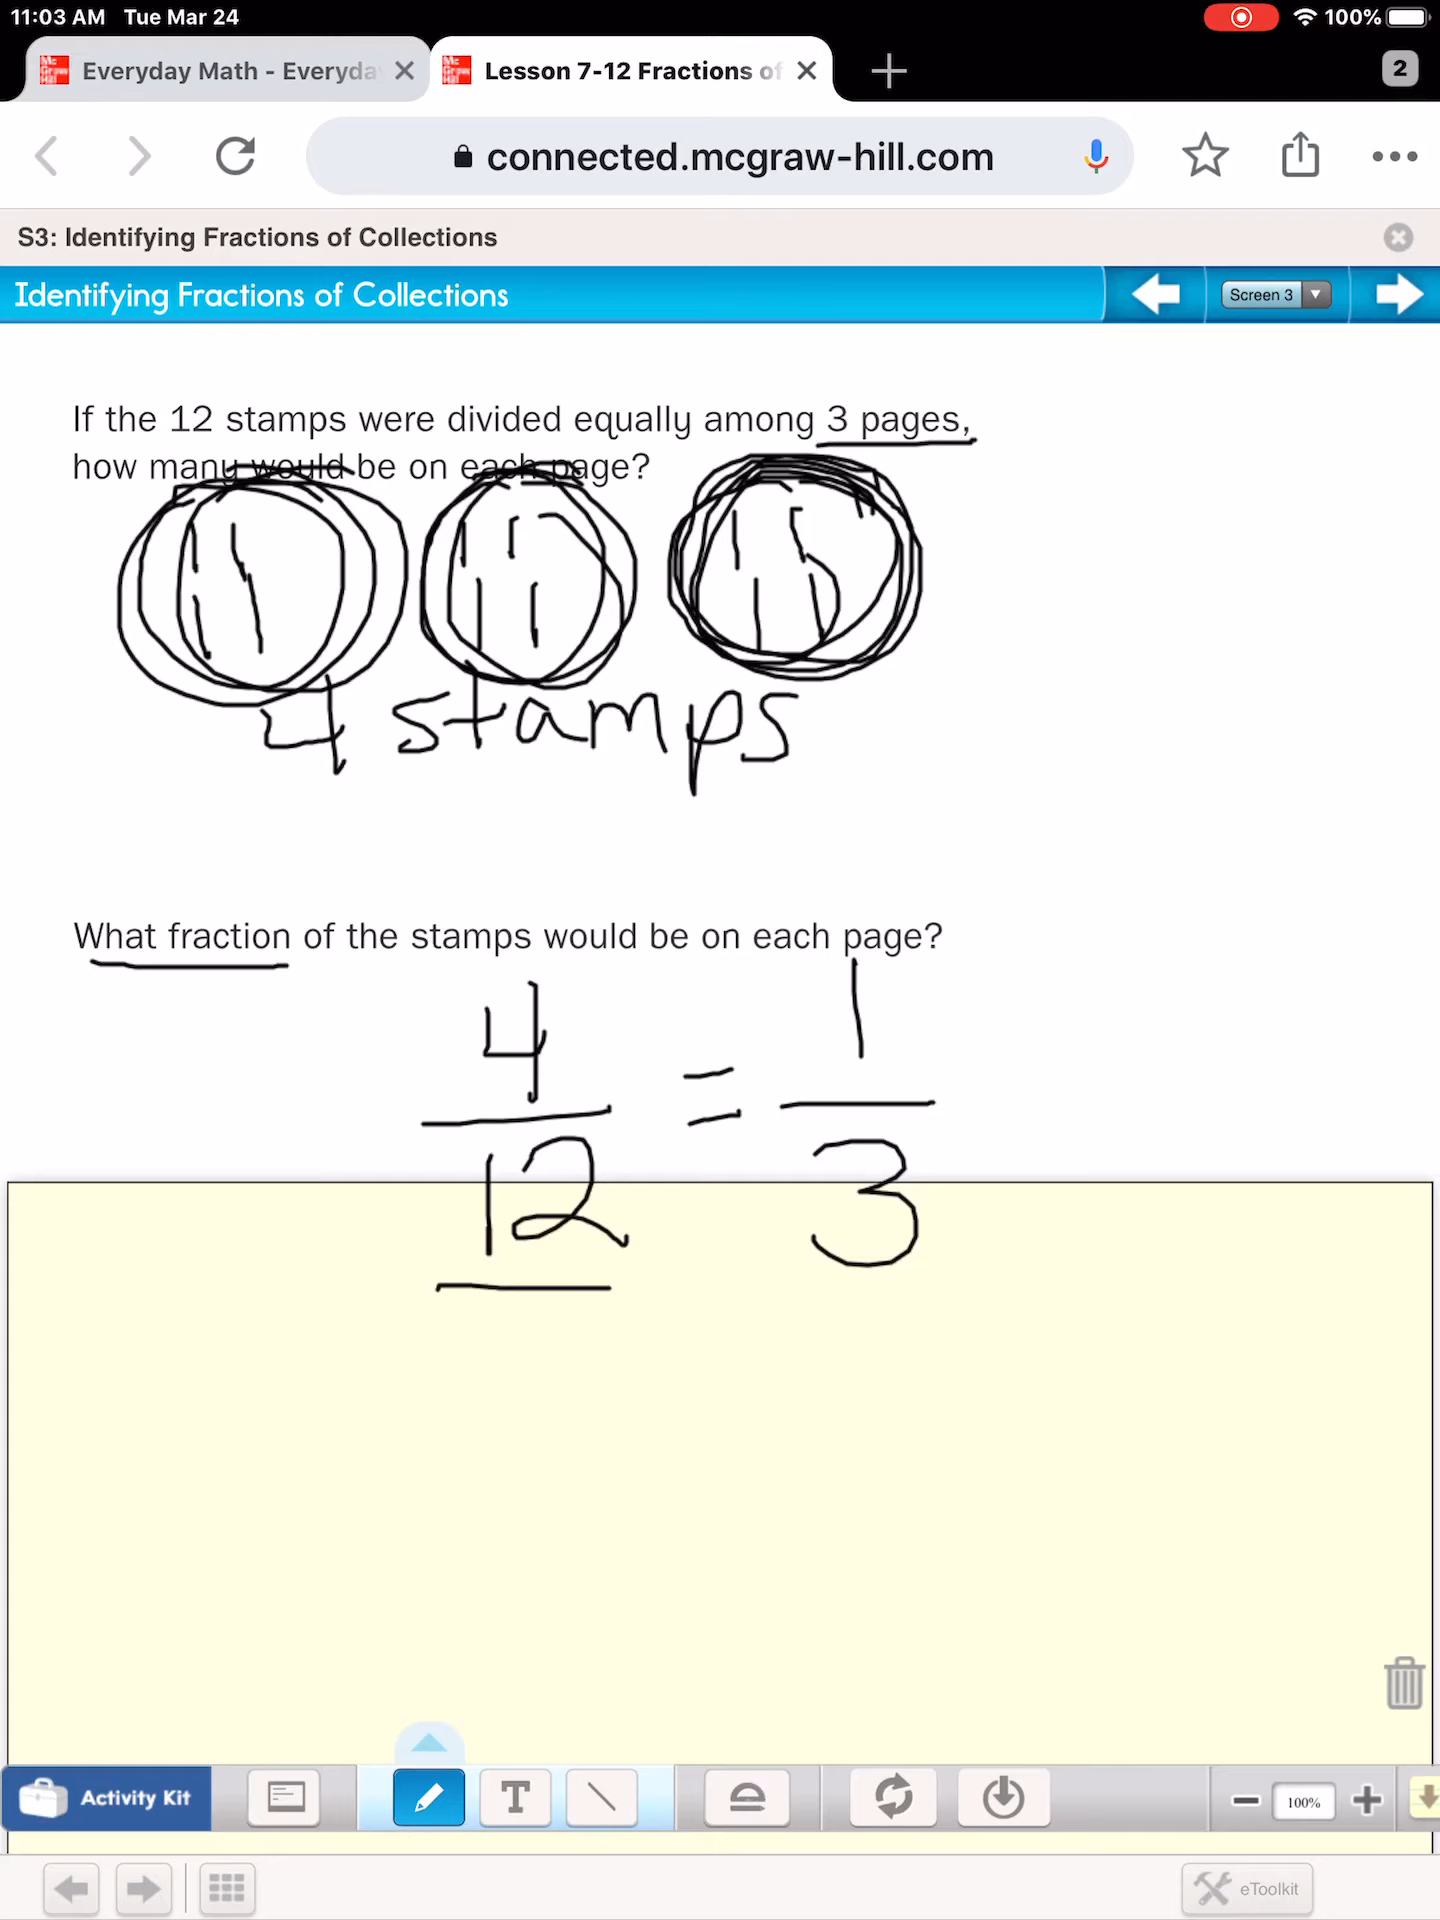 11:03 AM Tue Mar 24
100%
Everyday Math - Everyda
Lesson 7-12 Fractions of
2
connected.mcgraw-hill.com
S3: Identifying Fractions of Collections
Identifying Fractions of Collections
Screen 3
If the 12 stamps were divided equally among 3 pages,
how many would be on each page?
4 stamps
What fraction of the stamps would be on each page?
4/12 = 1/3
Activity Kit
T
100%
eToolkit